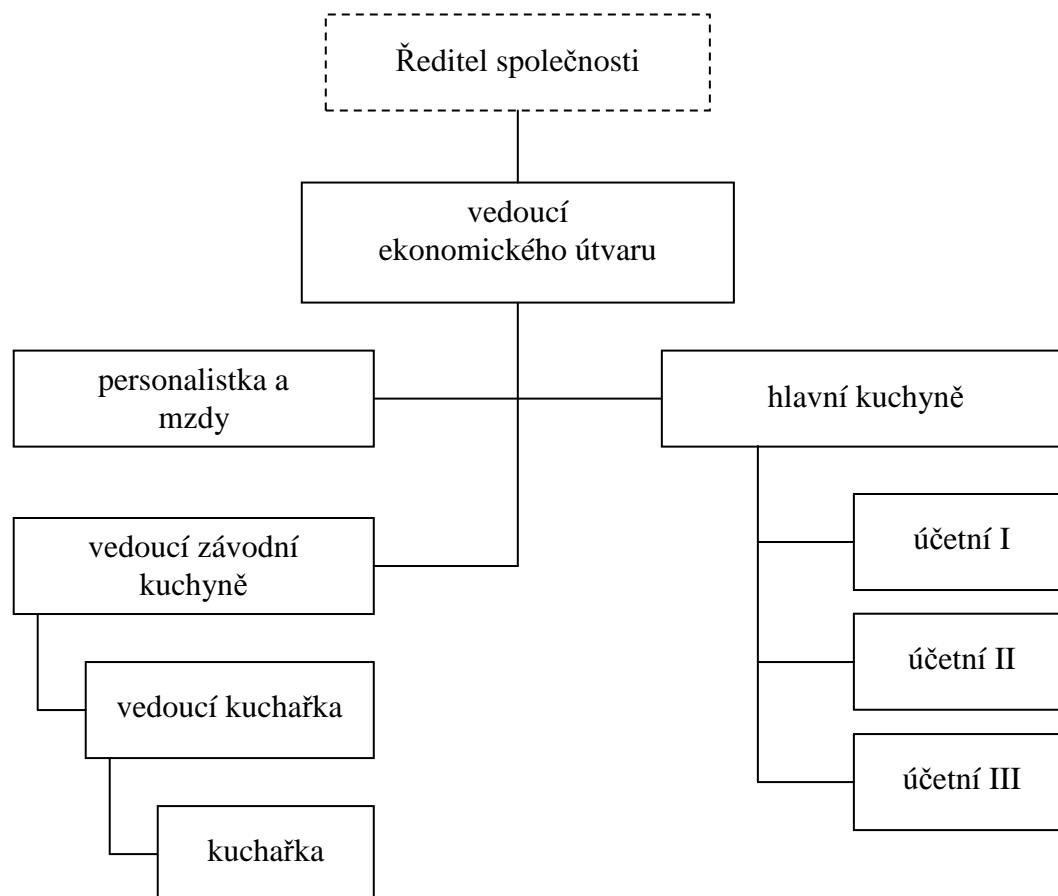 Ředitel společnosti
vedoucí
ekonomického útvaru
personalistka a
mzdy
hlavní kuchyně
vedoucí závodní
kuchyně
účetní I
účetní II
vedoucí kuchařka
účetní III
kuchařka